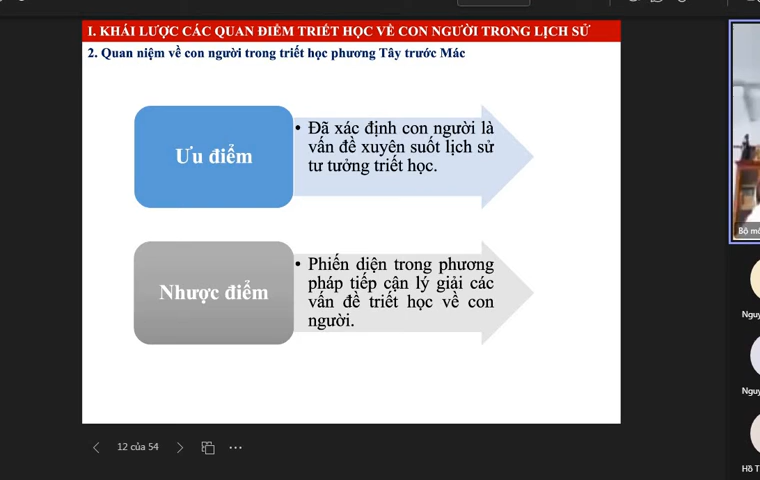 I. KHÁI LƯỢC CÁC QUAN ĐIỂM TRIẾT HỌC VỀ CON NGƯỜI TRONG LỊCH SỬ
2. Quan niệm về con người trong triết học phương Tây trước Mác
Ưu điểm
• Đã xác định con người là
vấn đề xuyên suốt lịch sử
tư tưởng triết học.
Nhược điểm
• Phiến diện trong phương
pháp tiếp cận lý giải các
vấn đề triết học về con
người.
12 của 54
Bộ
Hồ